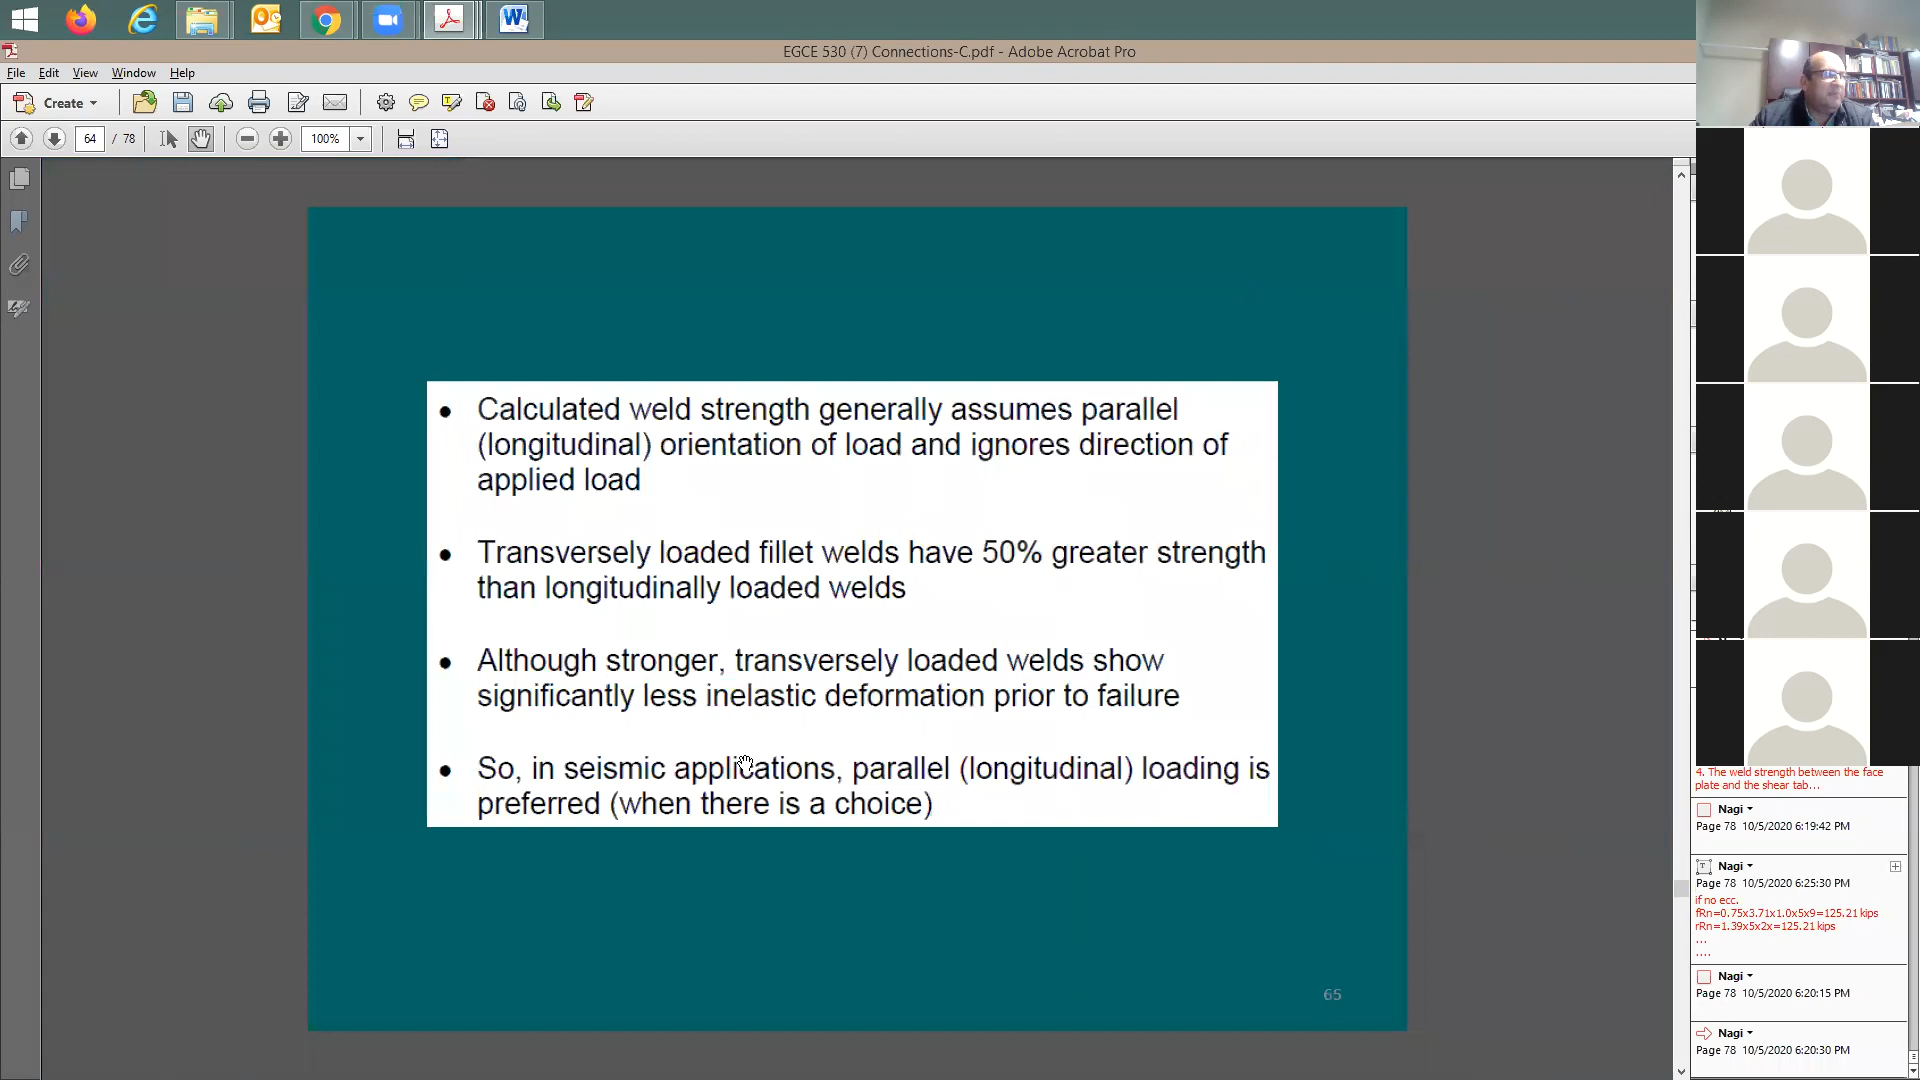 EGCE 530 (7) Connections-C.pdf - Adobe Acrobat Pro
File Edit View Window Help
Create
64 / 78 100%
• Calculated weld strength generally assumes parallel
(longitudinal) orientation of load and ignores direction of
applied load
• Transversely loaded fillet welds have 50% greater strength
than longitudinally loaded welds
• Although stronger, transversely loaded welds show
significantly less inelastic deformation prior to failure
• So, in seismic applications, parallel (longitudinal) loading is
preferred (when there is a choice)
65
4. The weld strength between the face
plate and the shear tab...
Nagi
Page 78 10/5/2020 6:19:42 PM
Nagi
Page 78 10/5/2020 6:25:30 PM
if no ecc.
fRn=0.75x3.71x1.0x5x9=125.21 kips
rRn=1.39x5x2x=125.21 kips
...
....
Nagi
Page 78 10/5/2020 6:20:15 PM
Nagi
Page 78 10/5/2020 6:20:30 PM